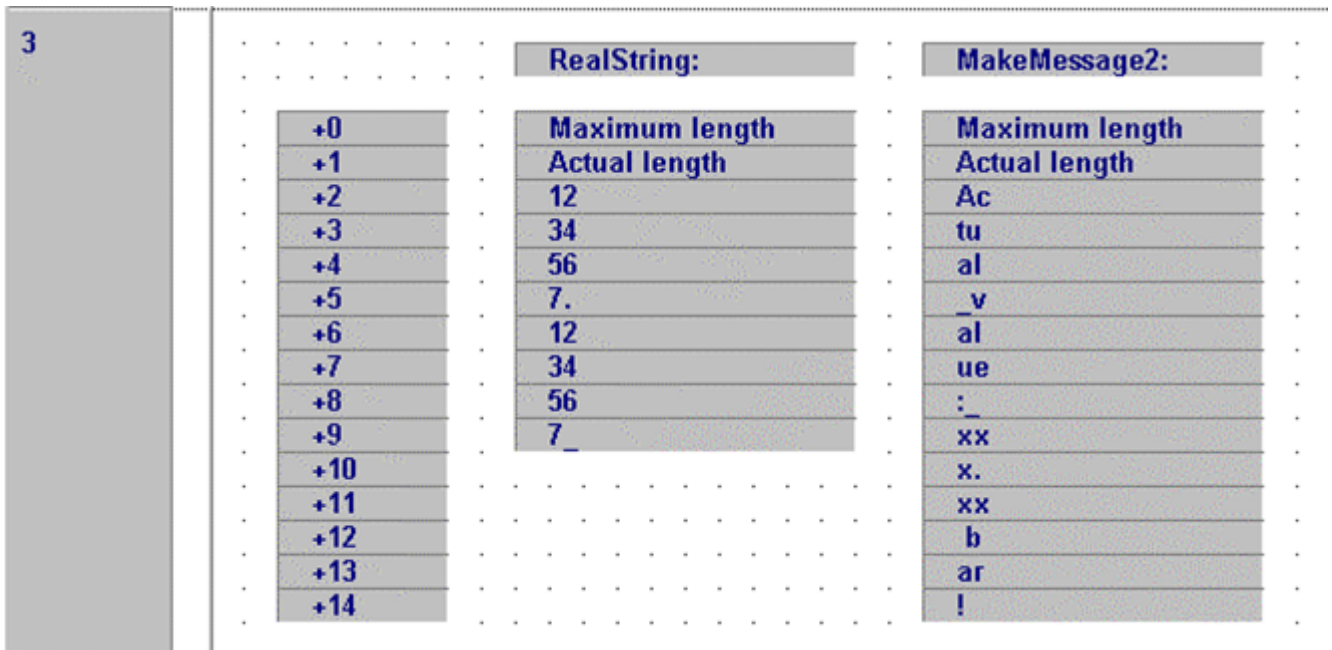 3
RealString: MakeMessage2:
+0 Maximum length Maximum length
+1 Actual length Actual length
+2 12 Ac
+3 34 tu
+4 56 al
+5 7. _v
+6 12 al
+7 34 ue
+8 56 :_
+9 7_ xx
+10 x.
+11 xx
+12 b
+13 ar
+14 !